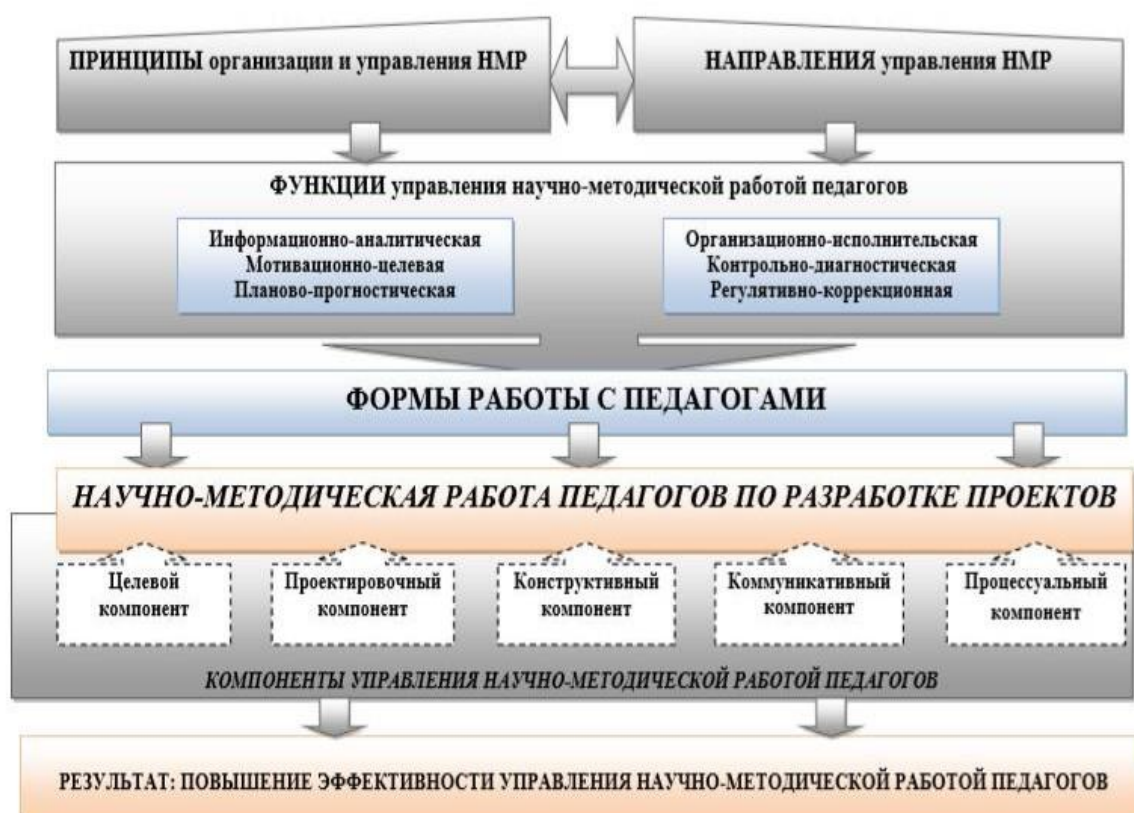 ПРИНЦИПЫ организации и управления НМР
НАПРАВЛЕНИЯ управления НМР
ФУНКЦИИ управления научно-методической работой педагогов
Информационно-аналитическая
Мотивационно-целевая
Планово-прогностическая
Организационно-исполнительская
Контрольно-диагностическая
Регулятивно-коррекционная
ФОРМЫ РАБОТЫ С ПЕДАГОГАМИ
НАУЧНО-МЕТОДИЧЕСКАЯ РАБОТА ПЕДАГОГОВ ПО РАЗРАБОТКЕ ПРОЕКТОВ
Целевой
компонент
Проектировочный
компонент
Конструктивный
компонент
Коммуникативный
компонент
Процессуальный
компонент
КОМПОНЕНТЫ УПРАВЛЕНИЯ НАУЧНО-МЕТОДИЧЕСКОЙ РАБОТОЙ ПЕДАГОГОВ
РЕЗУЛЬТАТ: ПОВЫШЕНИЕ ЭФФЕКТИВНОСТИ УПРАВЛЕНИЯ НАУЧНО-МЕТОДИЧЕСКОЙ РАБОТОЙ ПЕДАГОГОВ